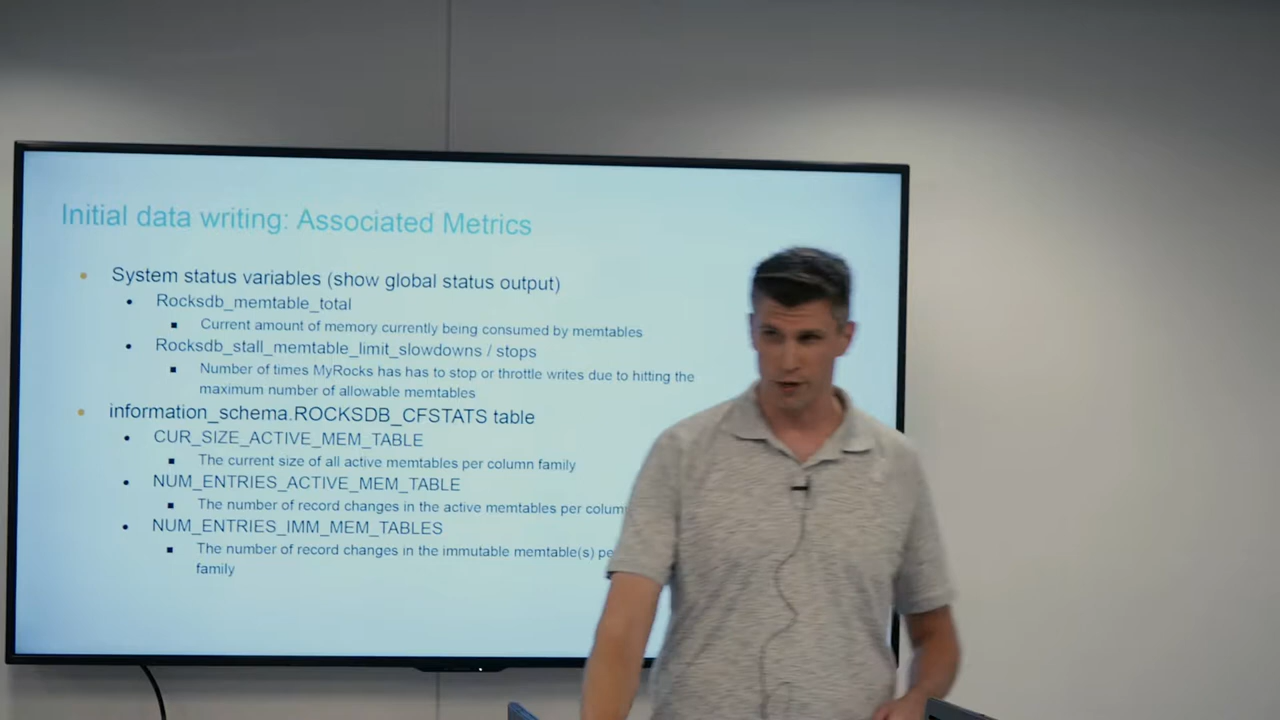 Initial data writing: Associated Metrics
System status variables (show global status output)
Rocksdb_memtable_total
Current amount of memory currently being consumed by memtables
Rocksdb_stall_memtable_limit_slowdowns / stops
Number of times MyRocks has has to stop or throttle writes due to hitting the
maximum number of allowable memtables
information_schema.ROCKSDB_CFSTATS table
CUR_SIZE_ACTIVE_MEM_TABLE
The current size of all active memtables per column family
NUM_ENTRIES_ACTIVE_MEM_TABLE
The number of record changes in the active memtables per colum
NUM_ENTRIES_IMM_MEM_TABLES
The number of record changes in the immutable memtable(s) pe
family